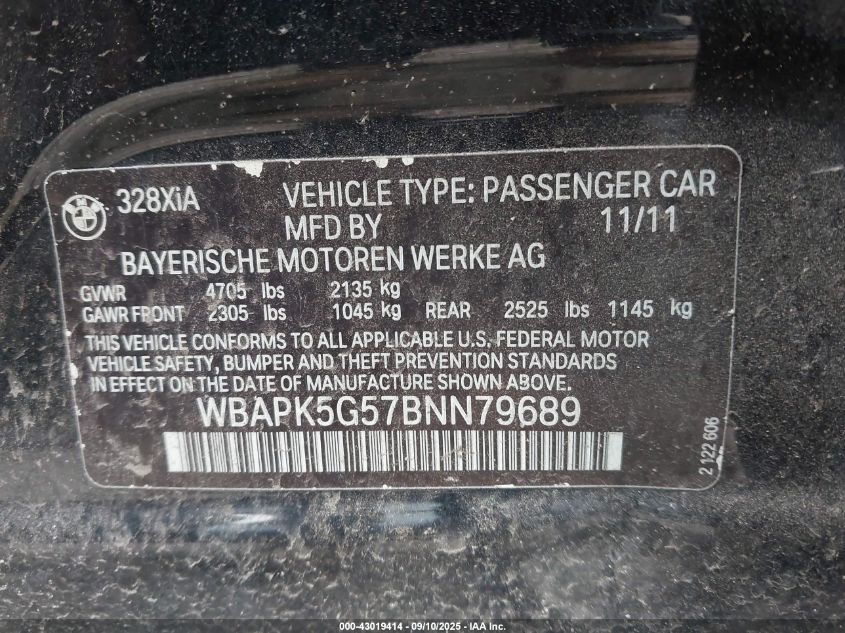 BMW
328XiA VEHICLE TYPE: PASSENGER CAR
MFD BY 11/11
BAYERISCHE MOTOREN WERKE AG
GVWR 4705 lbs 2135 kg
GAWR FRONT 2305 lbs 1045 kg REAR 2525 lbs 1145 kg
THIS VEHICLE CONFORMS TO ALL APPLICABLE U.S. FEDERAL MOTOR
VEHICLE SAFETY, BUMPER AND THEFT PREVENTION STANDARDS
IN EFFECT ON THE DATE OF MANUFACTURE SHOWN ABOVE.
WBAPK5G57BNN79689
2 122 606
000-43019414 - 09/10/2025 - IAA Inc.